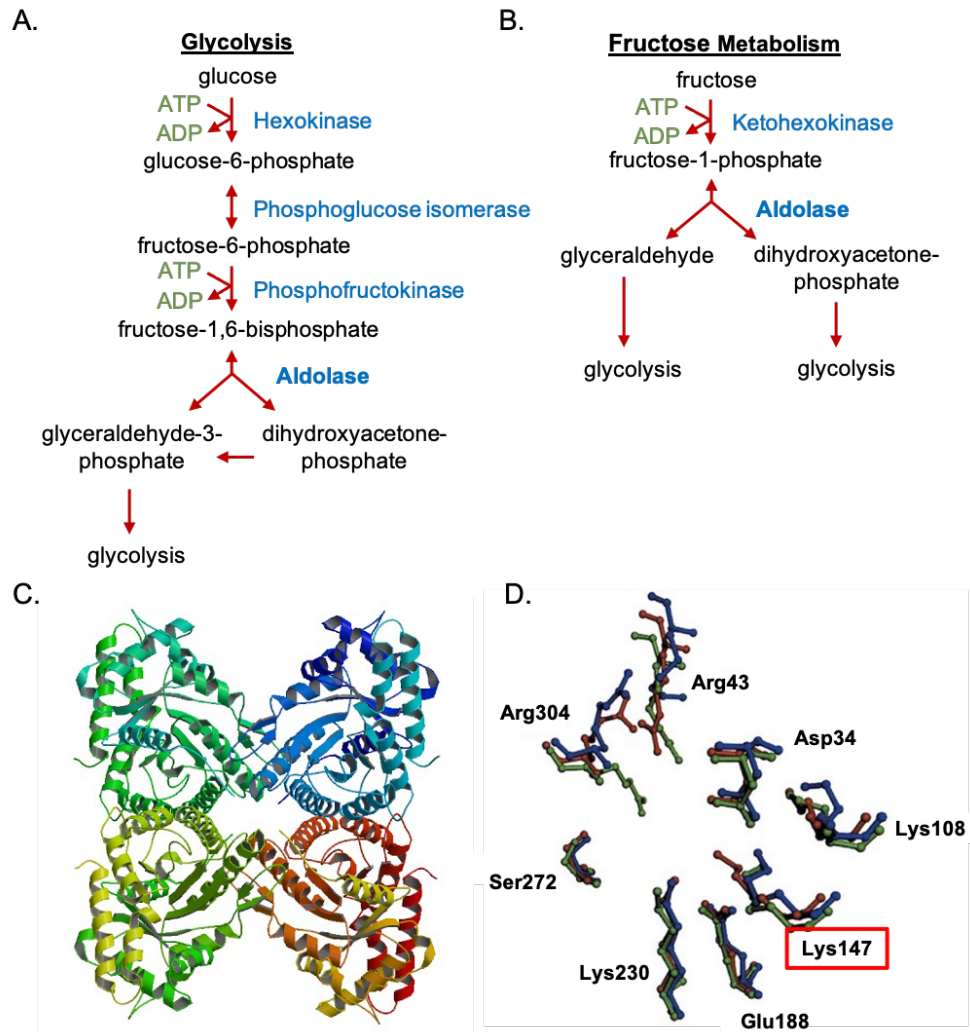 A.
Glycolysis
glucose
ATP
ADP
Hexokinase
glucose-6-phosphate
Phosphoglucose isomerase
fructose-6-phosphate
ATP
ADP
Phosphofructokinase
fructose-1,6-bisphosphate
Aldolase
glyceraldehyde-3-
phosphate
dihydroxyacetone-
phosphate
glycolysis
B.
Fructose Metabolism
fructose
ATP
ADP
Ketohexokinase
fructose-1-phosphate
Aldolase
glyceraldehyde
dihydroxyacetone-
phosphate
glycolysis
glycolysis
C.
D.
Arg43
Arg304
Asp34
Lys108
Ser272
Lys147
Lys230
Glu188